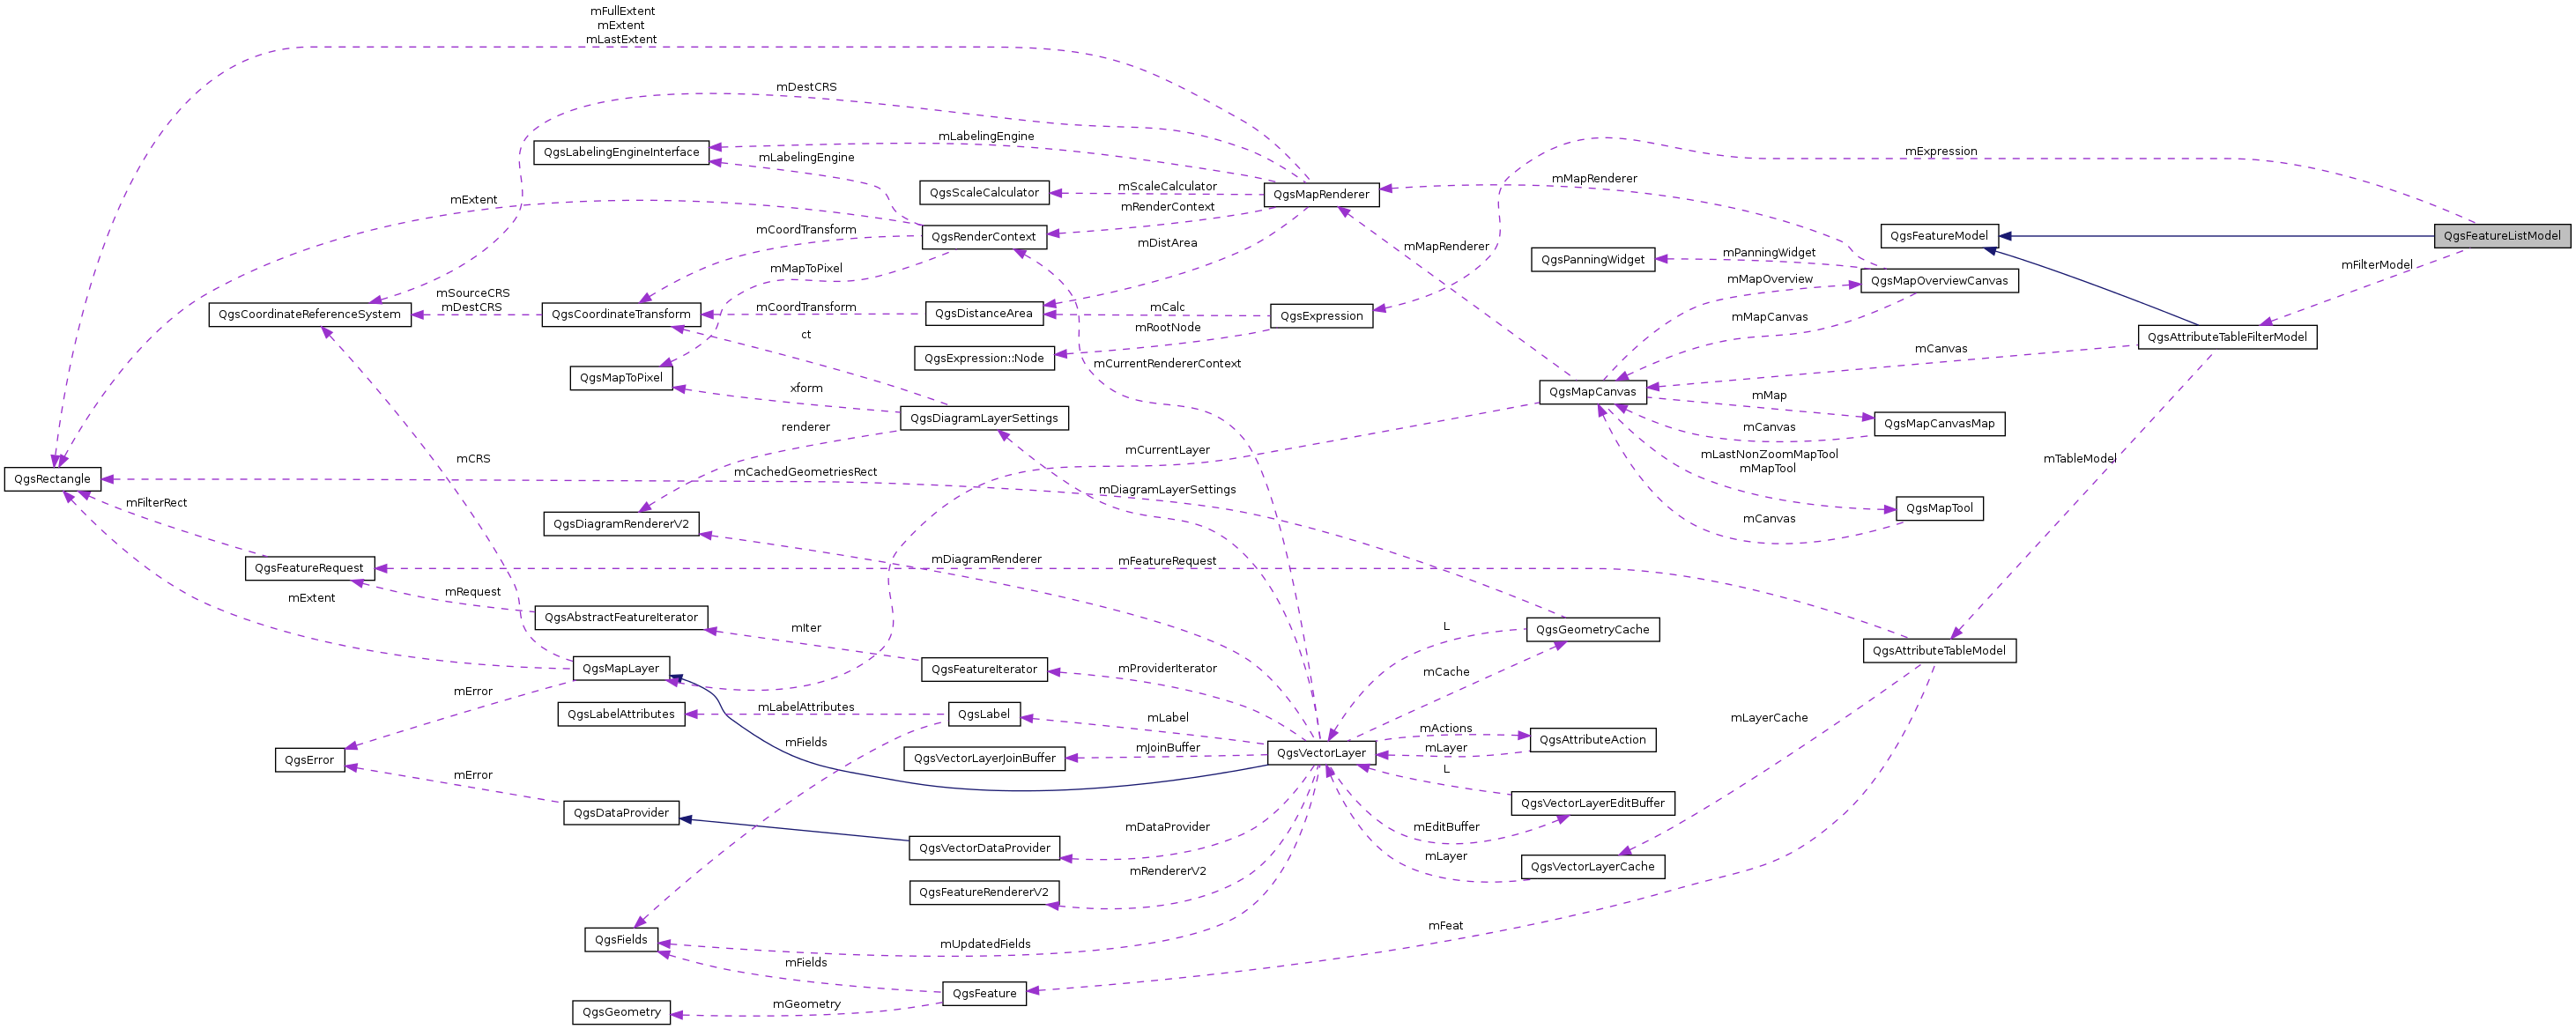 mFullExtent
mExtent
mLastExtent
mDestCRS
mLabelingEngine
QgsLabelingEngineInterface
mLabelingEngine
mExpression
mScaleCalculator
QgsScaleCalculator
QgsMapRenderer
mMapRenderer
mExtent
mRenderContext
mCoordTransform
QgsRenderContext
mDistArea
QgsFeatureModel
QgsFeatureListModel
mMapRenderer
QgsPanningWidget
mPanningWidget
mMapToPixel
mFilterModel
mMapOverview
QgsMapOverviewCanvas
mSourceCRS
mDestCRS
QgsCoordinateReferenceSystem
QgsCoordinateTransform
mCoordTransform
QgsDistanceArea
mCalc
QgsExpression
mMapCanvas
mRootNode
ct
QgsAttributeTableFilterModel
QgsExpression::Node
mCurrentRendererContext
mCanvas
QgsMapToPixel
xform
QgsMapCanvas
mMap
QgsDiagramLayerSettings
renderer
mCanvas
QgsMapCanvasMap
mCurrentLayer
mLastNonZoomMapTool
mMapTool
mCRS
mTableModel
QgsRectangle
mCachedGeometriesRect
mDiagramLayerSettings
mFilterRect
QgsMapTool
mCanvas
QgsDiagramRendererV2
mDiagramRenderer
mFeatureRequest
QgsFeatureRequest
mRequest
mExtent
QgsAbstractFeatureIterator
mIter
L
QgsGeometryCache
QgsAttributeTableModel
QgsMapLayer
QgsFeatureIterator
mProviderIterator
mCache
mError
QgsLabelAttributes
mLabelAttributes
QgsLabel
mLabel
mLayerCache
mActions
QgsAttributeAction
mFields
mJoinBuffer
QgsVectorLayer
mLayer
QgsError
QgsVectorLayerJoinBuffer
mError
L
QgsVectorLayerEditBuffer
QgsDataProvider
mDataProvider
mEditBuffer
QgsVectorDataProvider
mLayer
QgsVectorLayerCache
mRendererV2
QgsFeatureRendererV2
mFeat
QgsFields
mUpdatedFields
mFields
QgsFeature
mGeometry
QgsGeometry